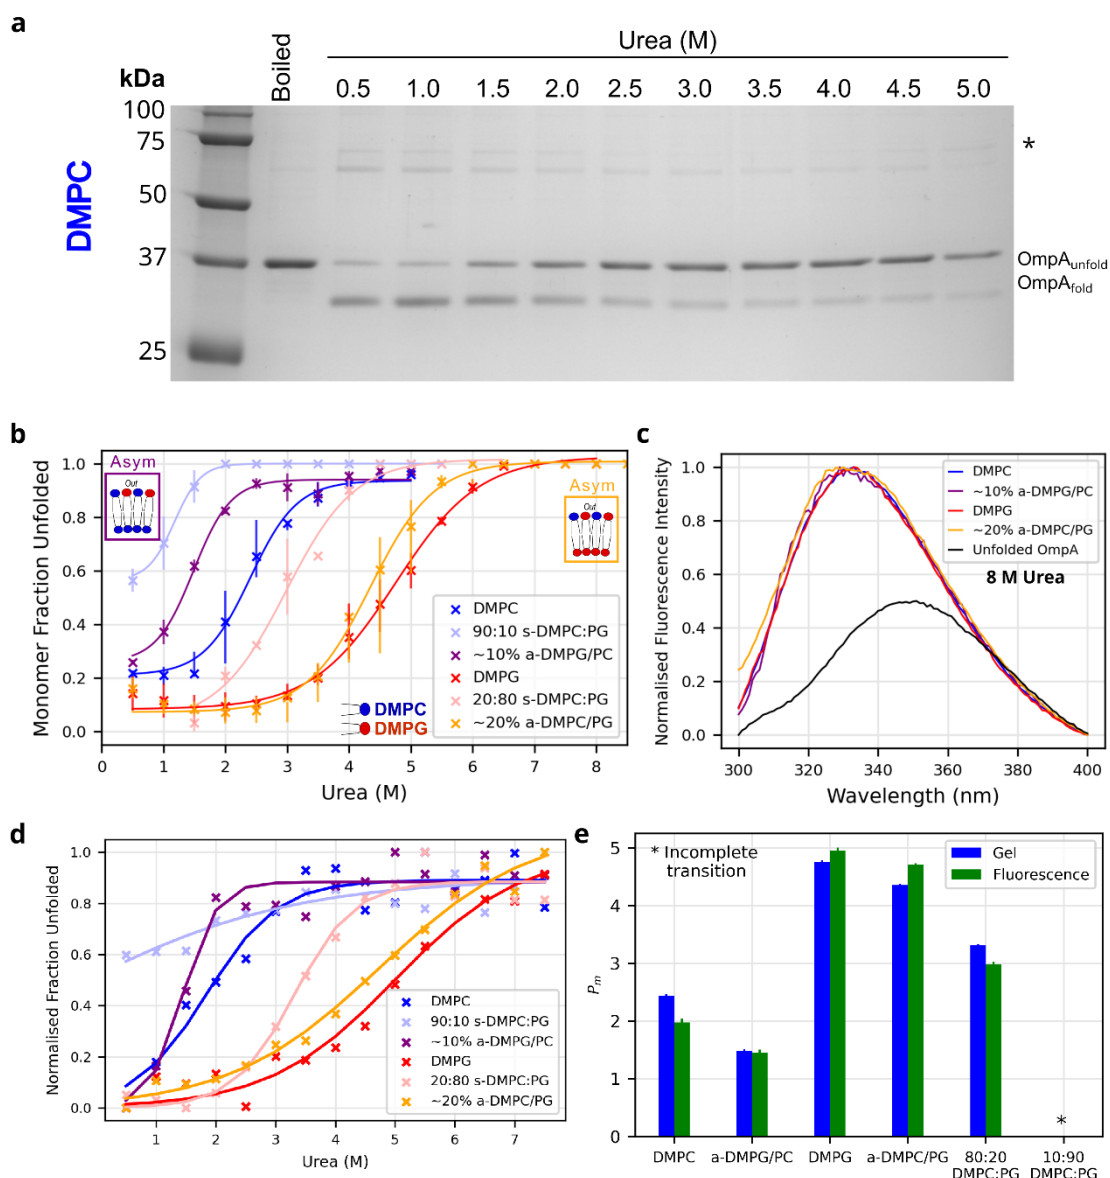 a
Urea (M)
kDa
Boiled
0.5 1.0 1.5 2.0 2.5 3.0 3.5 4.0 4.5 5.0
DMPC
100
75
*
50
37
OmpAunfold
OmpAfold
25
b
Monomer Fraction Unfolded
1.0
0.8
0.6
0.4
0.2
0.0
Asym
Out
Asym
Out
DMPC
90:10 s-DMPC:PG
~10% a-DMPG/PC
DMPG
20:80 s-DMPC:PG
~20% a-DMPC/PG
DMPC
DMPG
0 1 2 3 4 5 6 7 8
Urea (M)
c
Normalised Fluorescence Intensity
1.0
0.8
0.6
0.4
0.2
0.0
DMPC
~10% a-DMPG/PC
DMPG
~20% a-DMPC/PG
Unfolded OmpA
8 M Urea
300 320 340 360 380 400
Wavelength (nm)
d
Normalised Fraction Unfolded
1.0
0.8
0.6
0.4
0.2
0.0
DMPC
90:10 s-DMPC:PG
~10% a-DMPG/PC
DMPG
20:80 s-DMPC:PG
~20% a-DMPC/PG
1 2 3 4 5 6 7
Urea (M)
e
Pm
5
4
3
2
1
0
* Incomplete
transition
Gel
Fluorescence
*
DMPC a-DMPG/PC DMPG a-DMPC/PG 80:20 10:90
DMPC:PG DMPC:PG